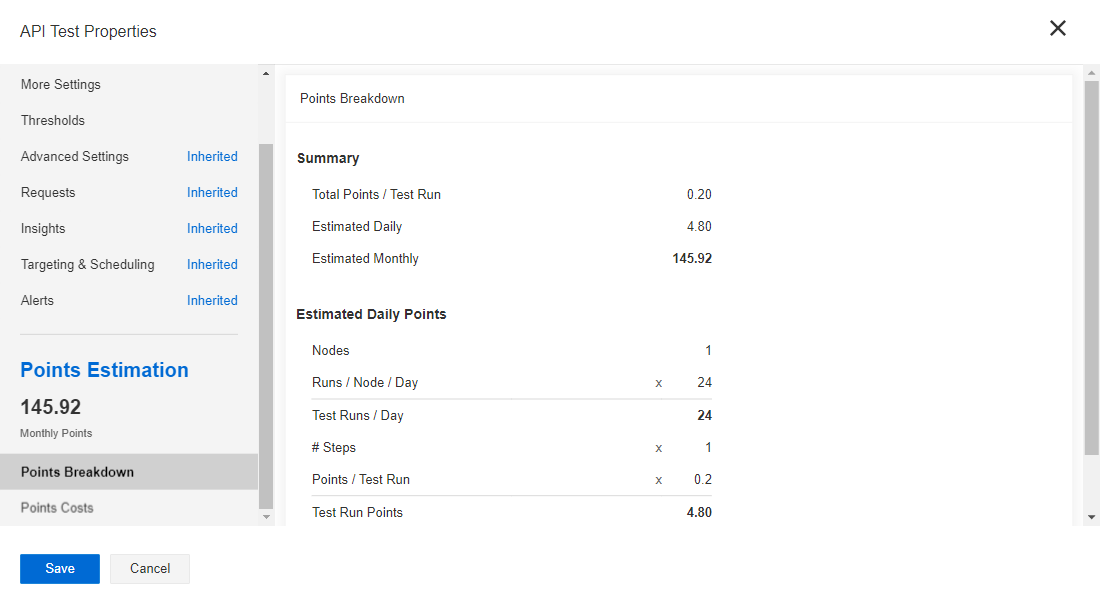 API Test Properties
More Settings
Thresholds
Advanced Settings Inherited
Requests Inherited
Insights Inherited
Targeting & Scheduling Inherited
Alerts Inherited
Points Estimation
145.92
Monthly Points
Points Breakdown
Points Costs
Points Breakdown
Summary
Total Points / Test Run 0.20
Estimated Daily 4.80
Estimated Monthly 145.92
Estimated Daily Points
Nodes 1
Runs / Node / Day x 24
Test Runs / Day 24
# Steps x 1
Points / Test Run x 0.2
Test Run Points 4.80
Save Cancel